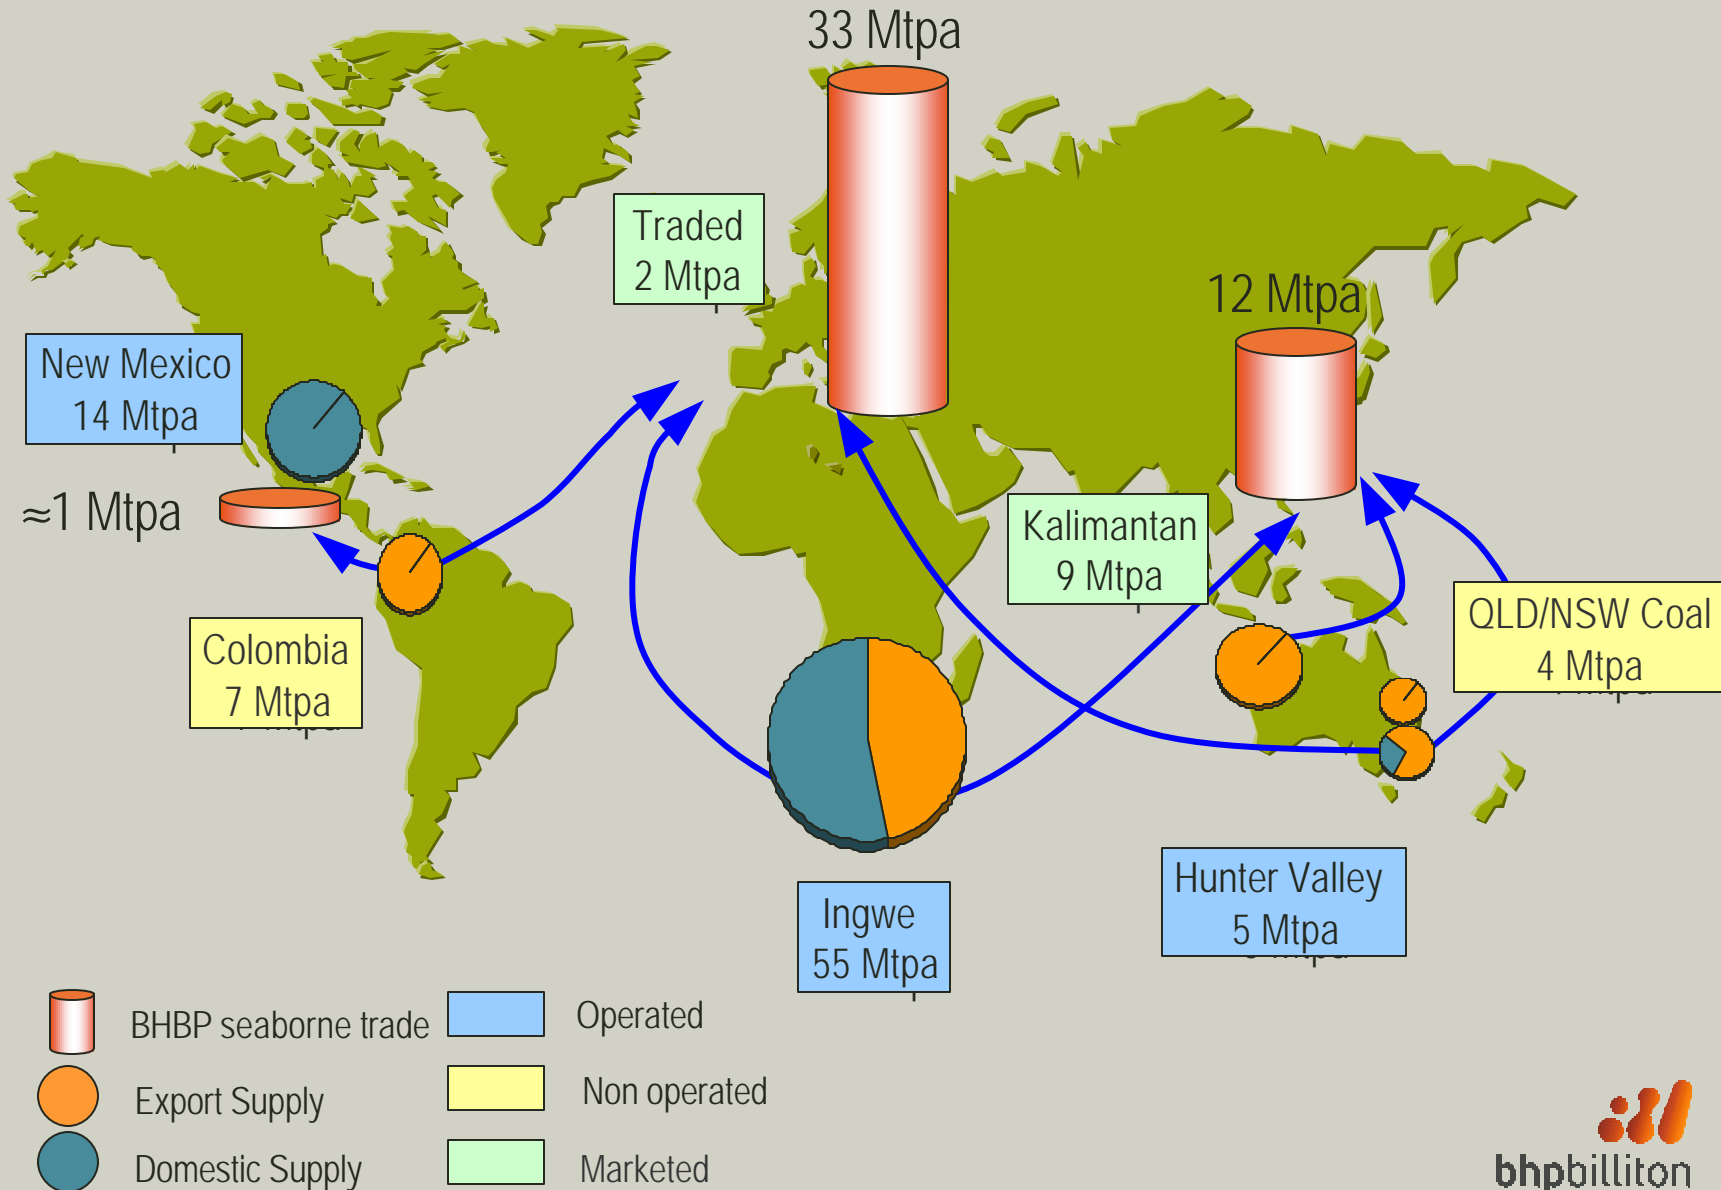 33 Mtpa
Traded
2 Mtpa
12 Mtpa
New Mexico
14 Mtpa
≈1 Mtpa
Kalimantan
9 Mtpa
QLD/NSW Coal
4 Mtpa
Colombia
7 Mtpa
Hunter Valley
5 Mtpa
Ingwe
55 Mtpa
BHBP seaborne trade
Operated
Export Supply
Non operated
Domestic Supply
Marketed
bhpbilliton